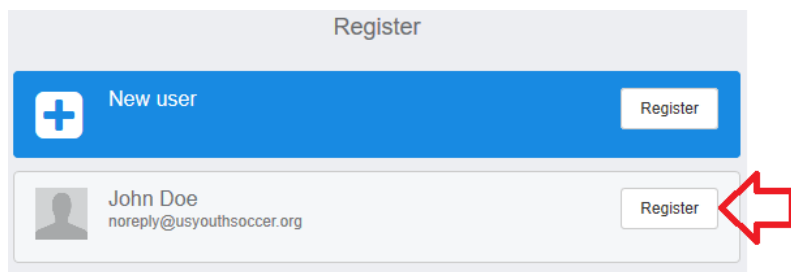 Register
New user
Register
John Doe
noreply@usyouthsoccer.org
Register